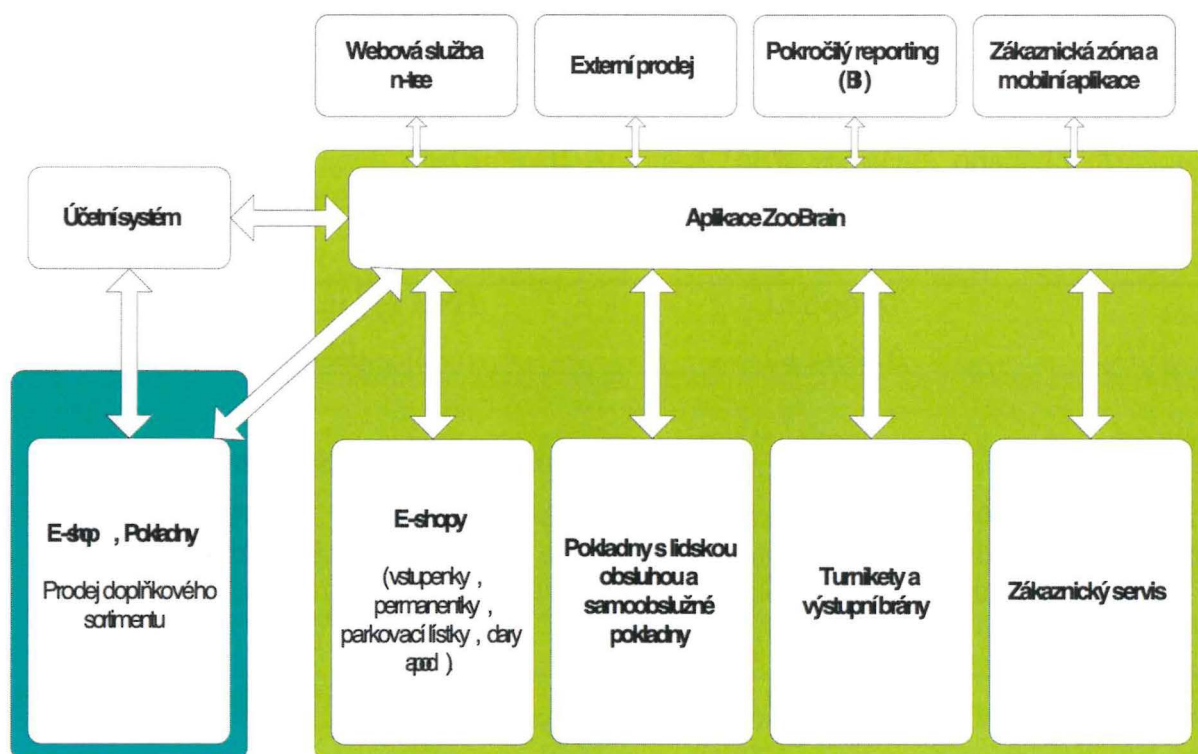 Webová služba
n-tree
Externí prodej
Pokročilý reporting
(BI)
Zákaznická zóna a
mobilní aplikace
Účetní systém
Aplikace ZooBrain
E-shop , Pokladny
Prodej doplňkového
sortimentu
E-shopy
(vstupenky ,
permanentky ,
parkovací lístky , dary
apod )
Pokladny s lidskou
obsluhou a
samoobslužné
pokladny
Turnikety a
výstupní brány
Zákaznický servis